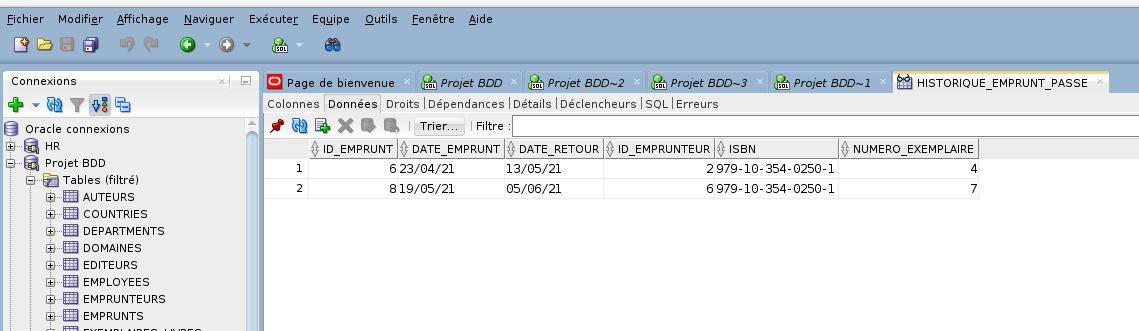 Fichier Modifier Affichage Naviguer Exécuter Equipe Outils Fenêtre Aide
SQL
Connexions
Page de bienvenue Projet BDD Projet BDD~2 Projet BDD~3 Projet BDD~1 HISTORIQUE_EMPRUNT_PASSE
Colonnes Données Droits Dépendances Détails Déclencheurs SQL Erreurs
Trier... Filtre :
ID_EMPRUNT DATE_EMPRUNT DATE_RETOUR ID_EMPRUNTEUR ISBN NUMERO_EXEMPLAIRE
1 6 23/04/21 13/05/21 2 979-10-354-0250-1 4
2 8 19/05/21 05/06/21 6 979-10-354-0250-1 7
Oracle connexions
HR
Projet BDD
Tables (filtré)
AUTEURS
COUNTRIES
DEPARTMENTS
DOMAINES
EDITEURS
EMPLOYEES
EMPRUNTEURS
EMPRUNTS